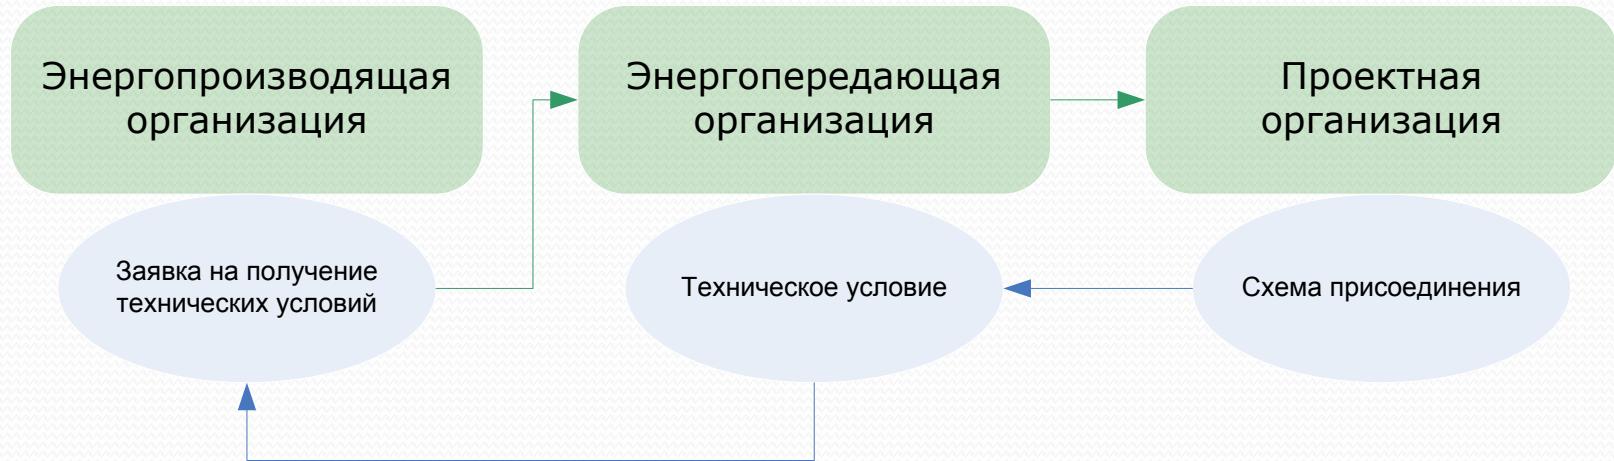 Энергопроизводящая
организация
Энергопередающая
организация
Проектная
организация
Заявка на получение
технических условий
Техническое условие
Схема присоединения